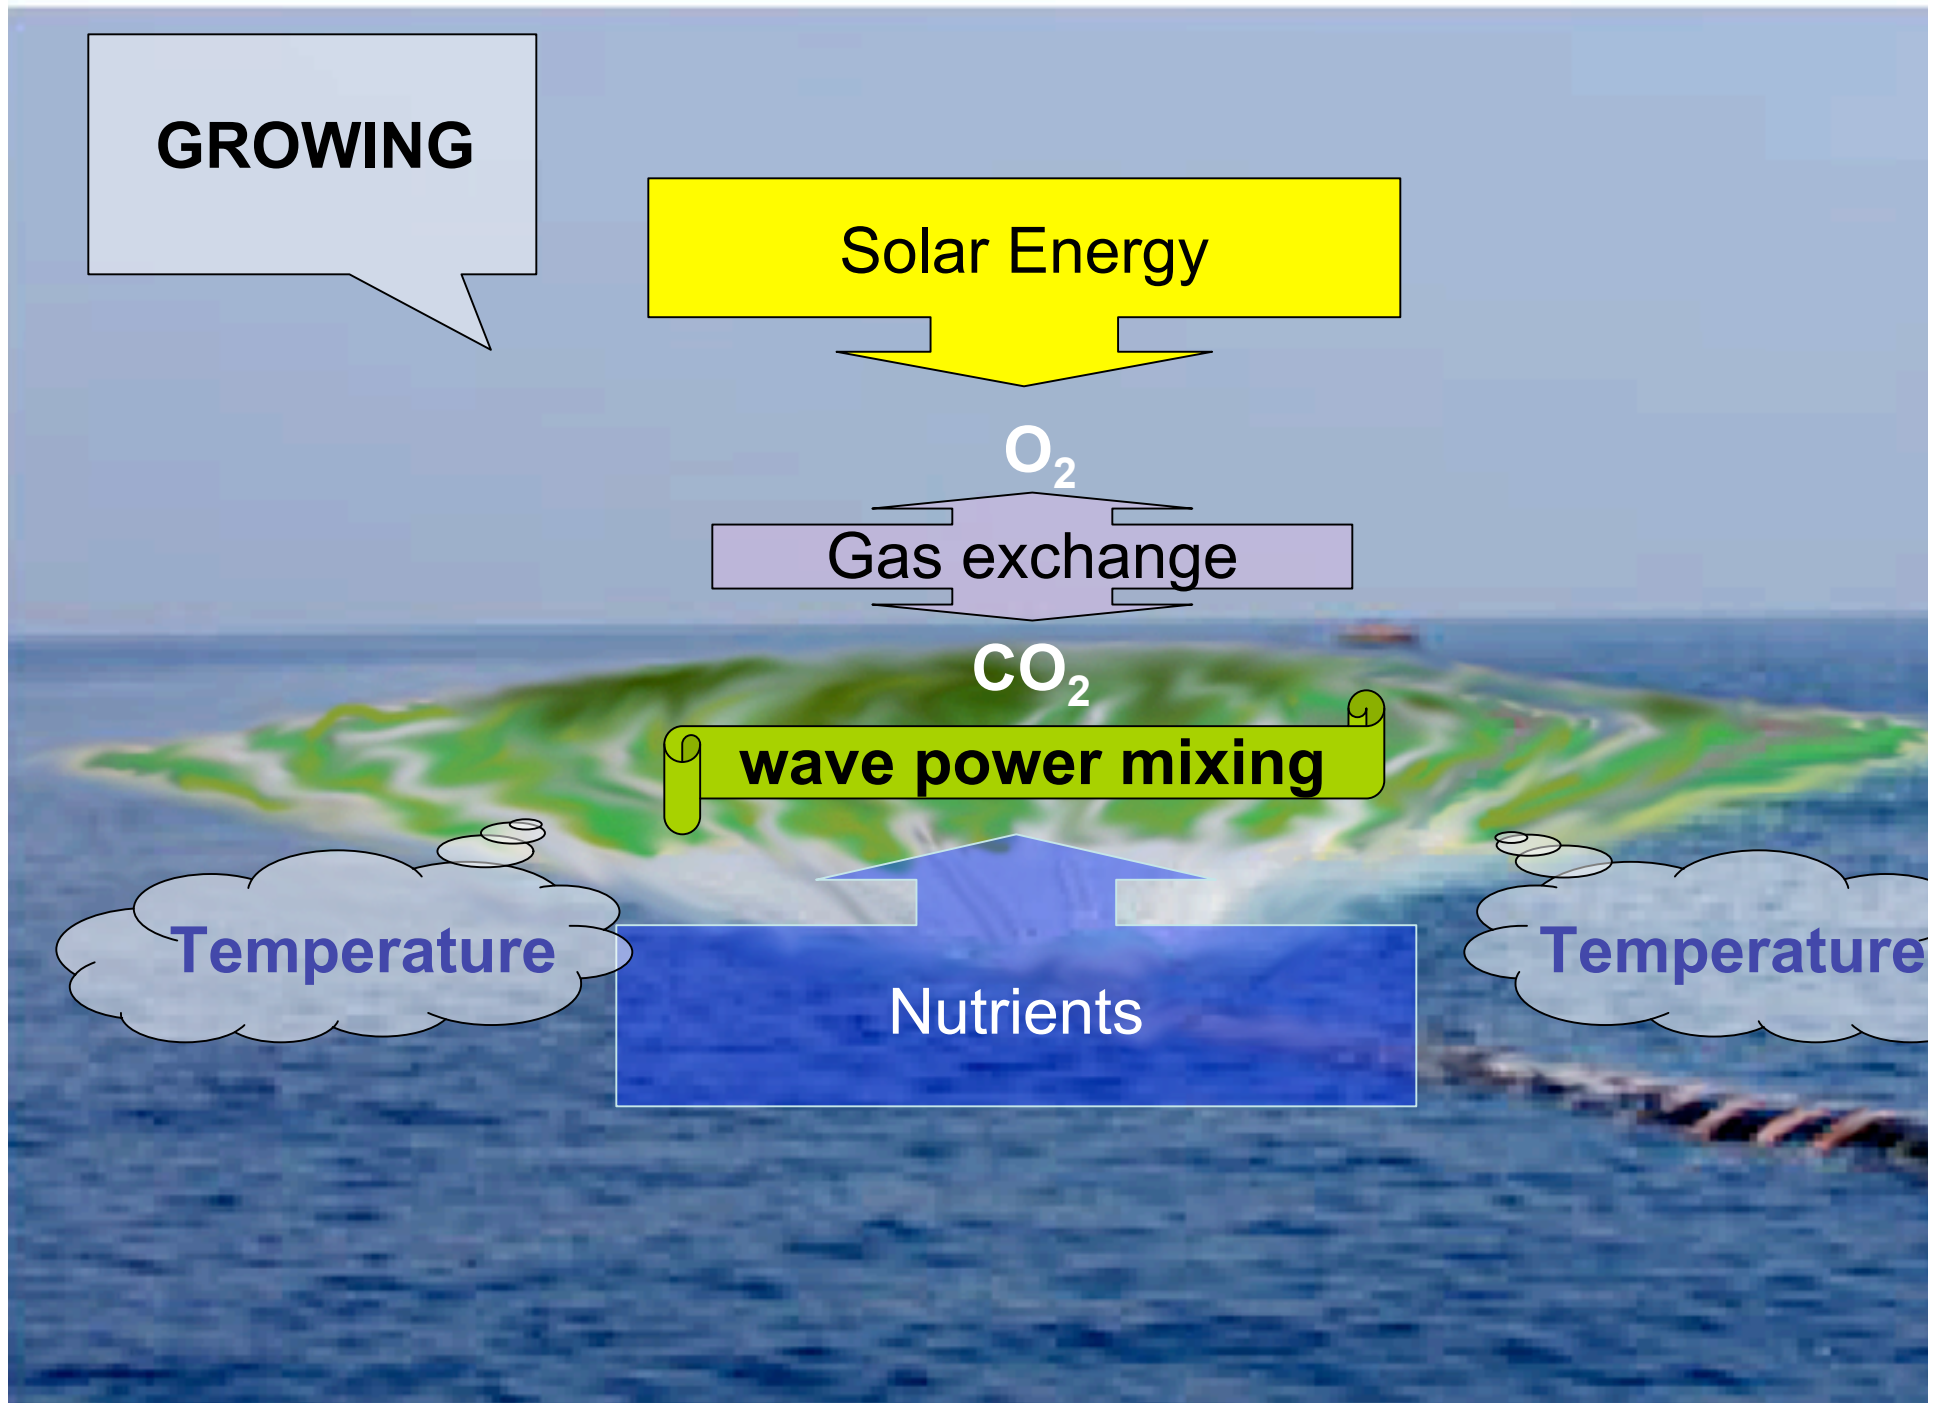 GROWING
Solar Energy
O₂
Gas exchange
CO₂
wave power mixing
Temperature
Temperature
Nutrients